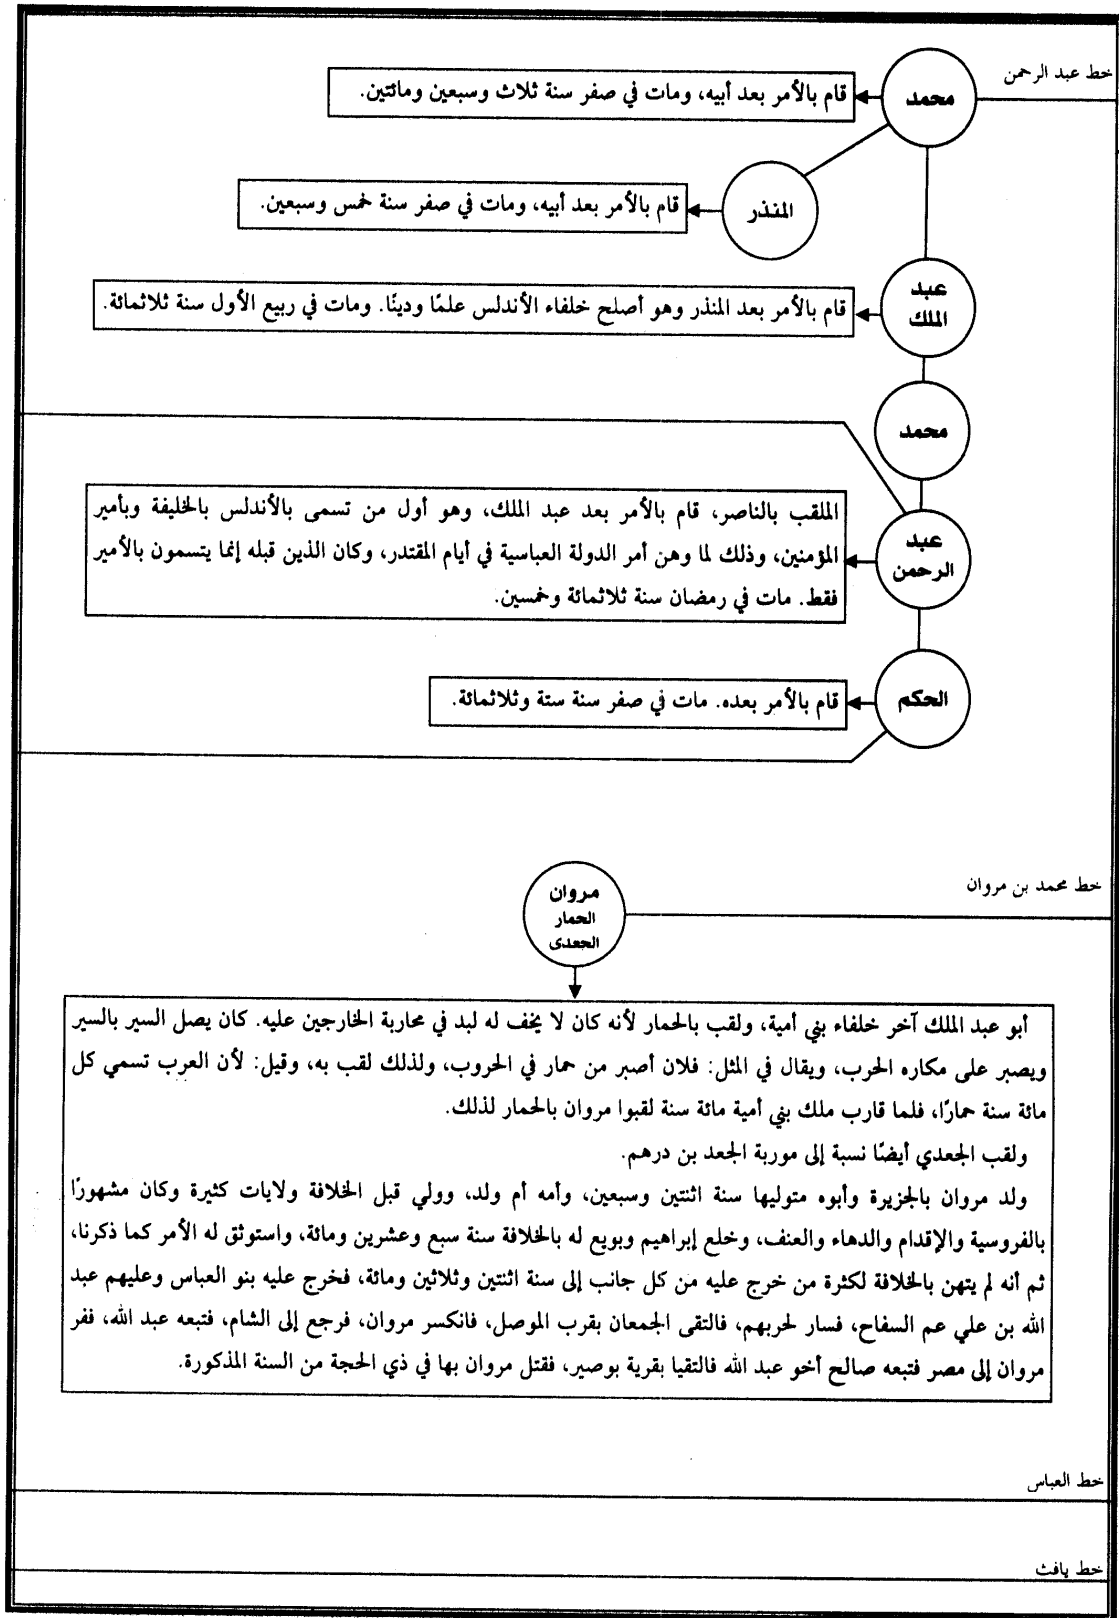 خط عبد الرحمن
محمد
قام بالأمر بعد أبيه، ومات في صفر سنة ثلاث وسبعين ومائتين.
المنذر
قام بالأمر بعد أبيه، ومات في صفر سنة خمس وسبعين.
عبد
الملك
قام بالأمر بعد المنذر وهو أصلح خلفاء الأندلس علمًا ودينًا. ومات في ربيع الأول سنة ثلاثمائة.
محمد
عبد
الرحمن
الملقب بالناصر، قام بالأمر بعد عبد الملك، وهو أول من تسمى بالأندلس بالخليفة وبأمير
المؤمنين، وذلك لما وهن أمر الدولة العباسية في أيام المقتدر، وكان الذين قبله إنما يتسمون بالأمير
فقط. مات في رمضان سنة ثلاثمائة وخمسين.
الحكم
قام بالأمر بعده. مات في صفر سنة ستة وثلاثمائة.
خط محمد بن مروان
مروان
الحمار
الجعدى
أبو عبد الملك آخر خلفاء بني أمية، ولقب بالحمار لأنه كان لا يخف له لبد في محاربة الخارجين عليه. كان يصل السير بالسير
ويصبر على مكاره الحرب، ويقال في المثل: فلان أصبر من حمار في الحروب، ولذلك لقب به، وقيل: لأن العرب تسمي كل
مائة سنة حمارًا، فلما قارب ملك بني أمية مائة سنة لقبوا مروان بالحمار لذلك.
ولقب الجعدي أيضًا نسبة إلى موربة الجعد بن درهم.
ولد مروان بالجزيرة وأبوه متوليها سنة اثنتين وسبعين، وأمه أم ولد، وولي قبل الخلافة ولايات كثيرة وكان مشهورًا
بالفروسية والإقدام والدهاء والعنف، وخلع إبراهيم وبويع له بالخلافة سنة سبع وعشرين ومائة، واستوثق له الأمر كما ذكرنا،
ثم أنه لم يتهن بالخلافة لكثرة من خرج عليه من كل جانب إلى سنة اثنتين وثلاثين ومائة، فخرج عليه بنو العباس وعليهم عبد
الله بن علي عم السفاح، فسار لحربهم، فالتقى الجمعان بقرب الموصل، فانكسر مروان، فرجع إلى الشام، فتبعه عبد الله، ففر
مروان إلى مصر فتبعه صالح أخو عبد الله فالتقيا بقرية بوصير، فقتل مروان بها في ذي الحجة من السنة المذكورة.
خط العباس
خط يافث